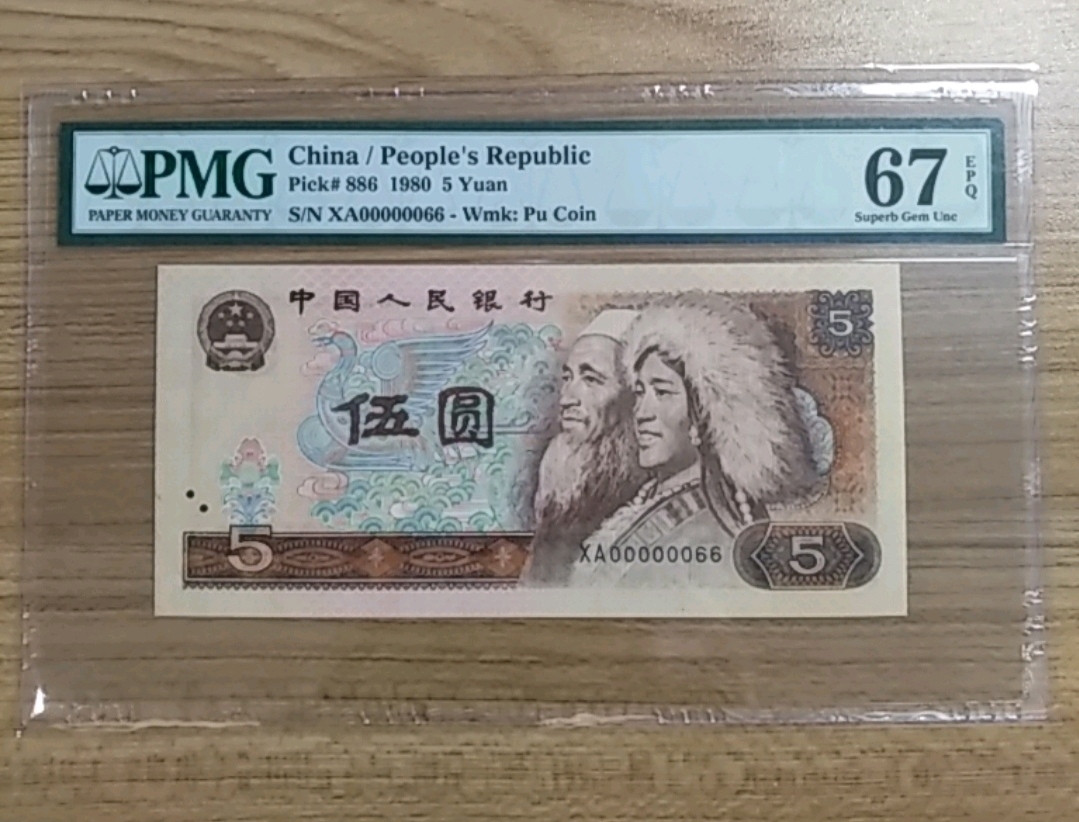 PMG
PAPER MONEY GUARANTY
China / People's Republic
Pick# 886 1980 5 Yuan
S/N XA00000066 - Wmk: Pu Coin
67
EPQ
Superb Gem Unc
中国人民银行
5
伍圆
5
XA00000066
5